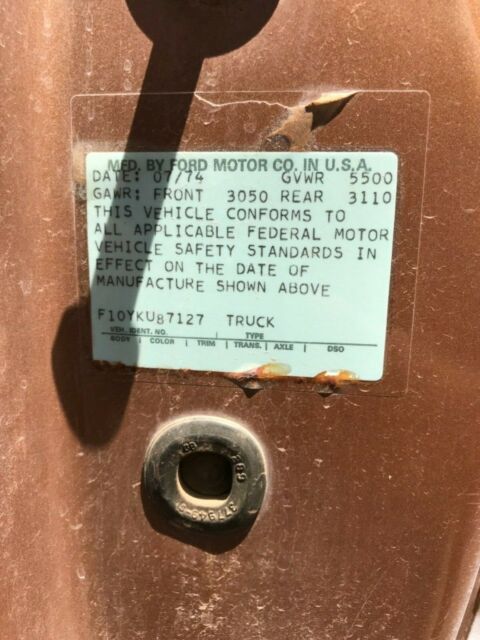 MFD. BY FORD MOTOR CO. IN U.S.A.
DATE: 07/74 GVWR 5500
GAWR: FRONT 3050 REAR 3110
THIS VEHICLE CONFORMS TO
ALL APPLICABLE FEDERAL MOTOR
VEHICLE SAFETY STANDARDS IN
EFFECT ON THE DATE OF
MANUFACTURE SHOWN ABOVE
F10YKU87127 TRUCK
VEH. IDENT. NO. TYPE
BODY COLOR TRIM TRANS. AXLE DSO